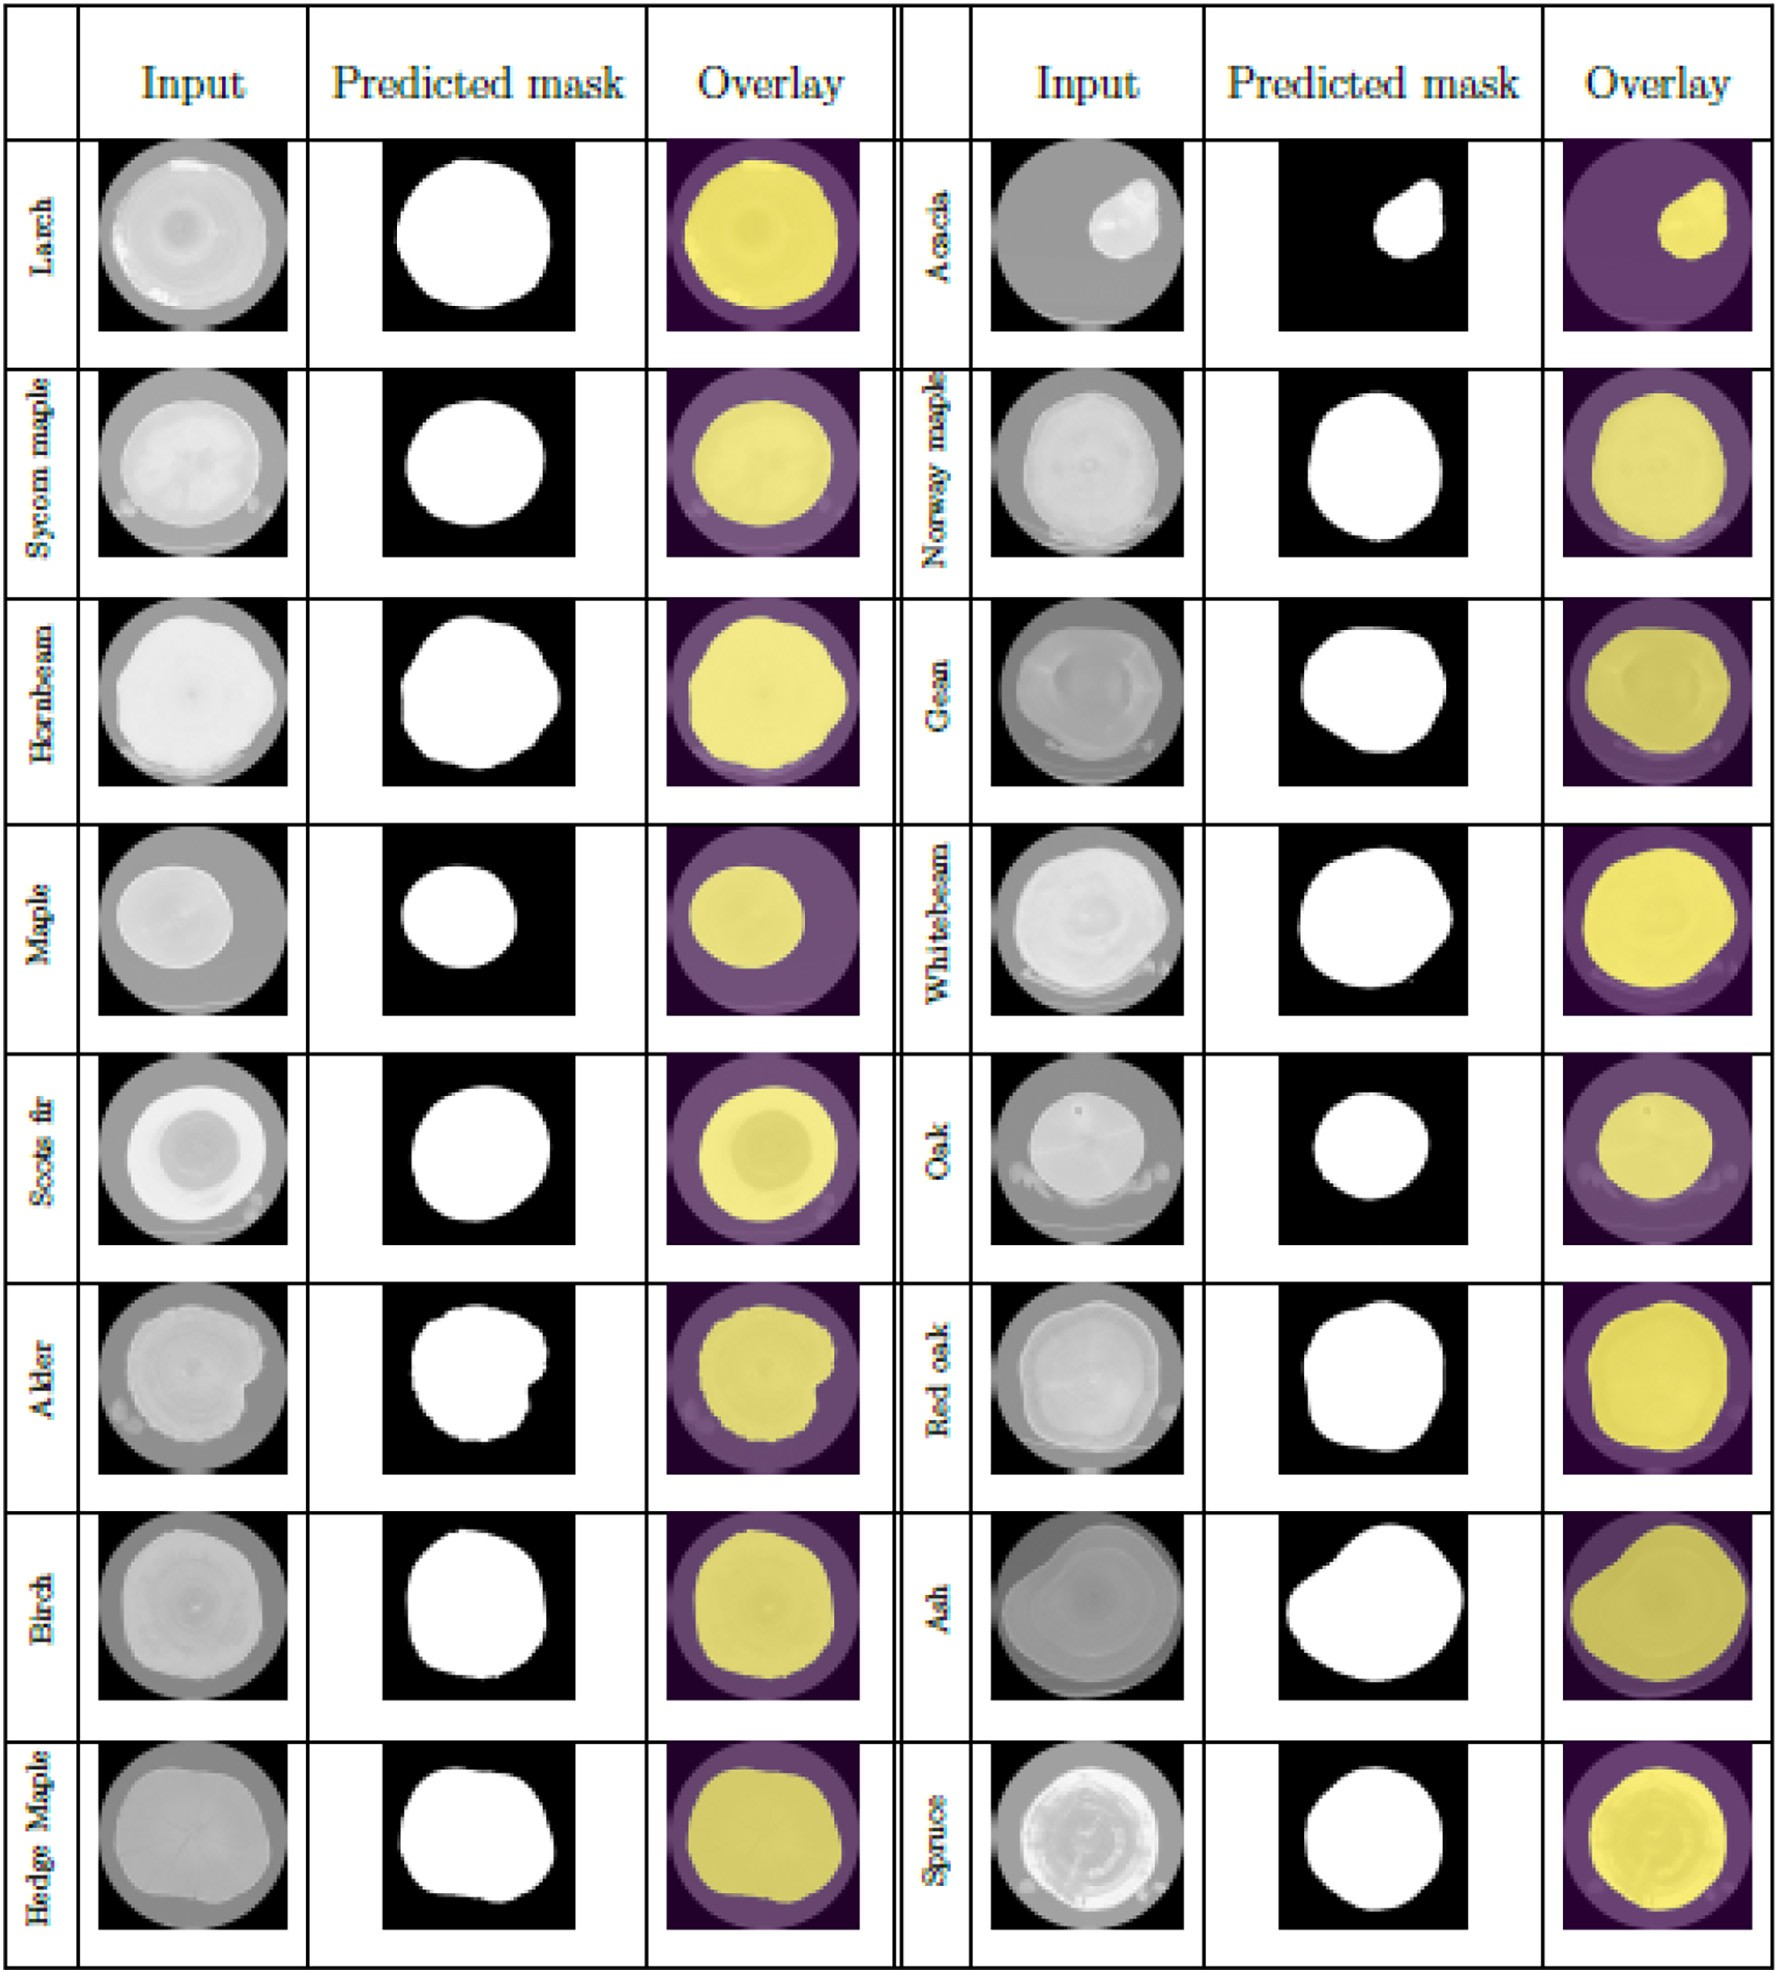 Input Predicted mask Overlay Input Predicted mask Overlay
Larch Acacia
Sycom maple Norway maple
Hornbeam Gean
Maple Whitebeam
Scots fir Oak
Alder Red oak
Birch Ash
Hedge Maple Spruce